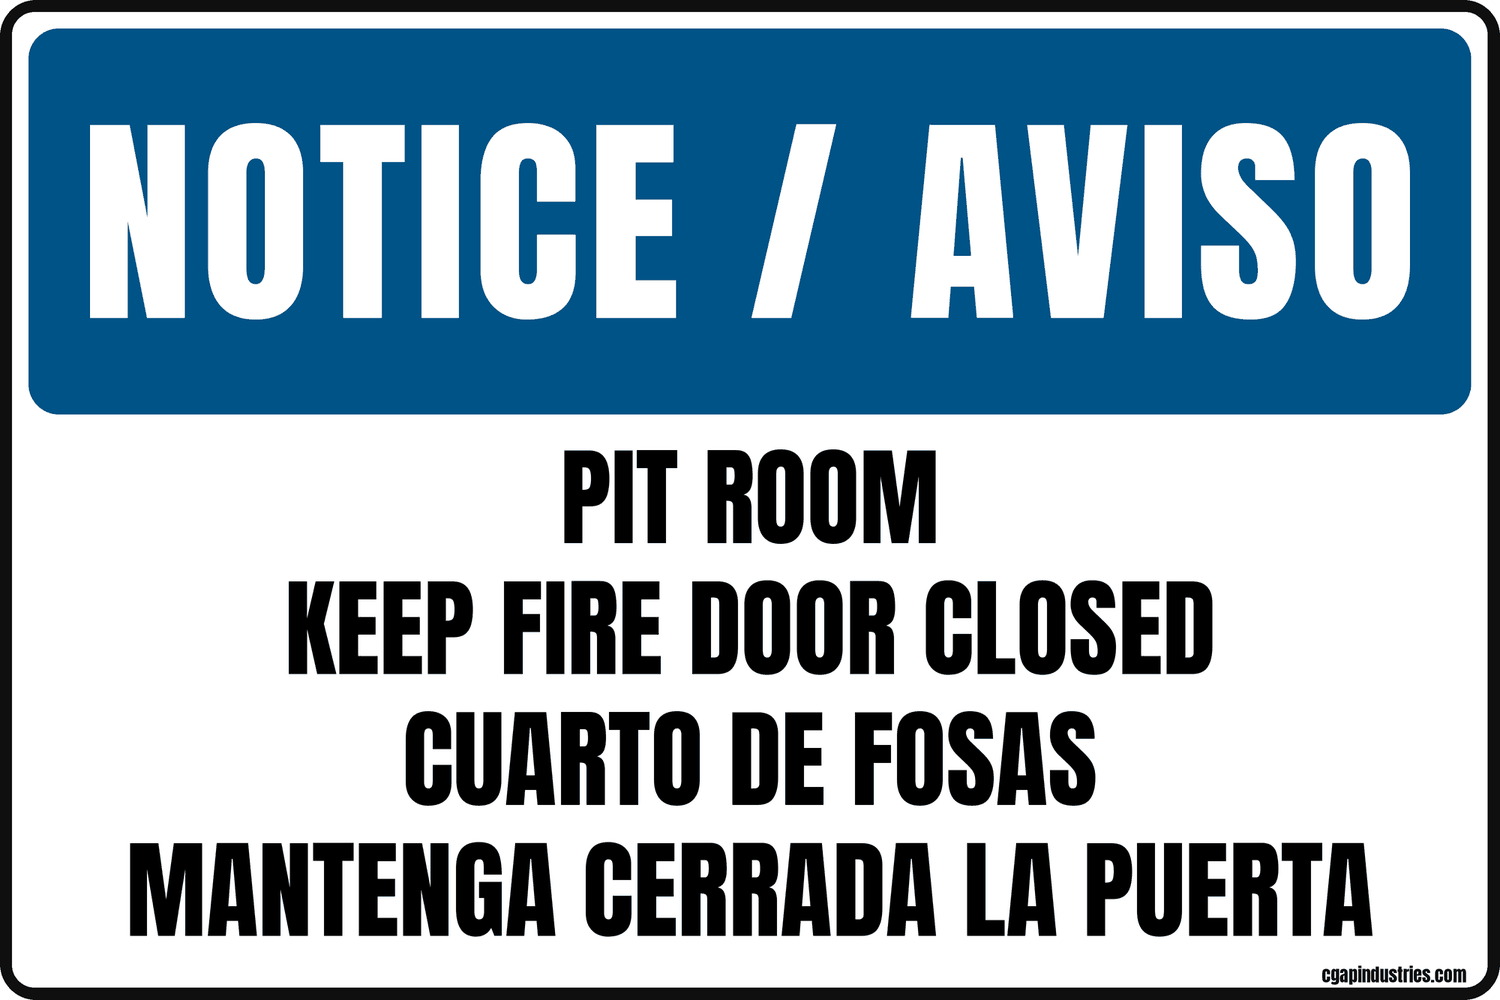 NOTICE / AVISO
PIT ROOM
KEEP FIRE DOOR CLOSED
CUARTO DE FOSAS
MANTENGA CERRADA LA PUERTA
cgapindustries.com